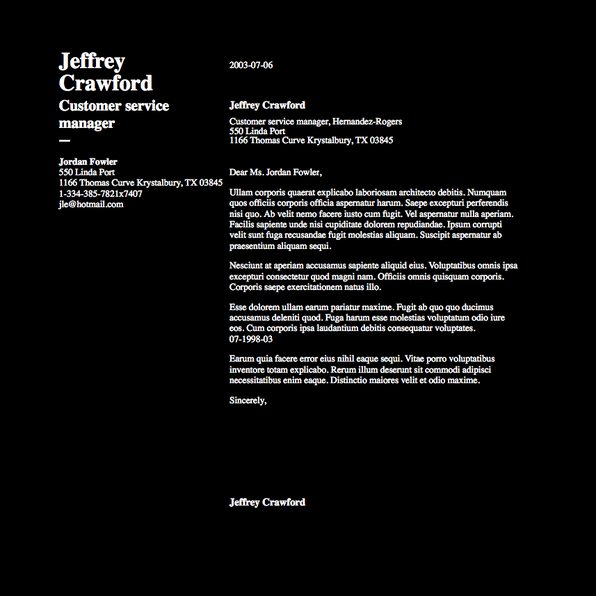 Jeffrey
Crawford
Customer service
manager
—
Jordan Fowler
550 Linda Port
1166 Thomas Curve Krystalbury, TX 03845
1-334-385-7821x7407
jle@hotmail.com
2003-07-06
Jeffrey Crawford
Customer service manager, Hernandez-Rogers
550 Linda Port
1166 Thomas Curve Krystalbury, TX 03845
Dear Ms. Jordan Fowler,
Ullam corporis quaerat explicabo laboriosam architecto debitis. Numquam
quos officiis corporis officia aspernatur harum. Saepe excepturi perferendis
nisi quo. Ab velit nemo facere iusto cum fugit. Vel aspernatur nulla aperiam.
Facilis sapiente unde nisi cupiditate dolorem repudiandae. Ipsum corrupti
velit sunt fuga recusandae fugit molestias aliquam. Suscipit aspernatur ab
praesentium aliquam sequi.
Nesciunt at aperiam accusamus sapiente aliquid eius. Voluptatibus omnis ipsa
excepturi consectetur quod magni nam. Officiis omnis quisquam corporis.
Corporis saepe exercitationem natus illo.
Esse dolorem ullam earum pariatur maxime. Fugit ab quo quo ducimus
accusamus deleniti quod. Fuga harum esse molestias voluptatum odio iure
eos. Cum corporis ipsa laudantium debitis consequatur voluptates.
07-1998-03
Earum quia facere error eius nihil eaque sequi. Vitae porro voluptatibus
inventore totam explicabo. Rerum illum deserunt sit commodi adipisci
necessitatibus enim eaque. Distinctio maiores velit et odio maxime.
Sincerely,
Jeffrey Crawford